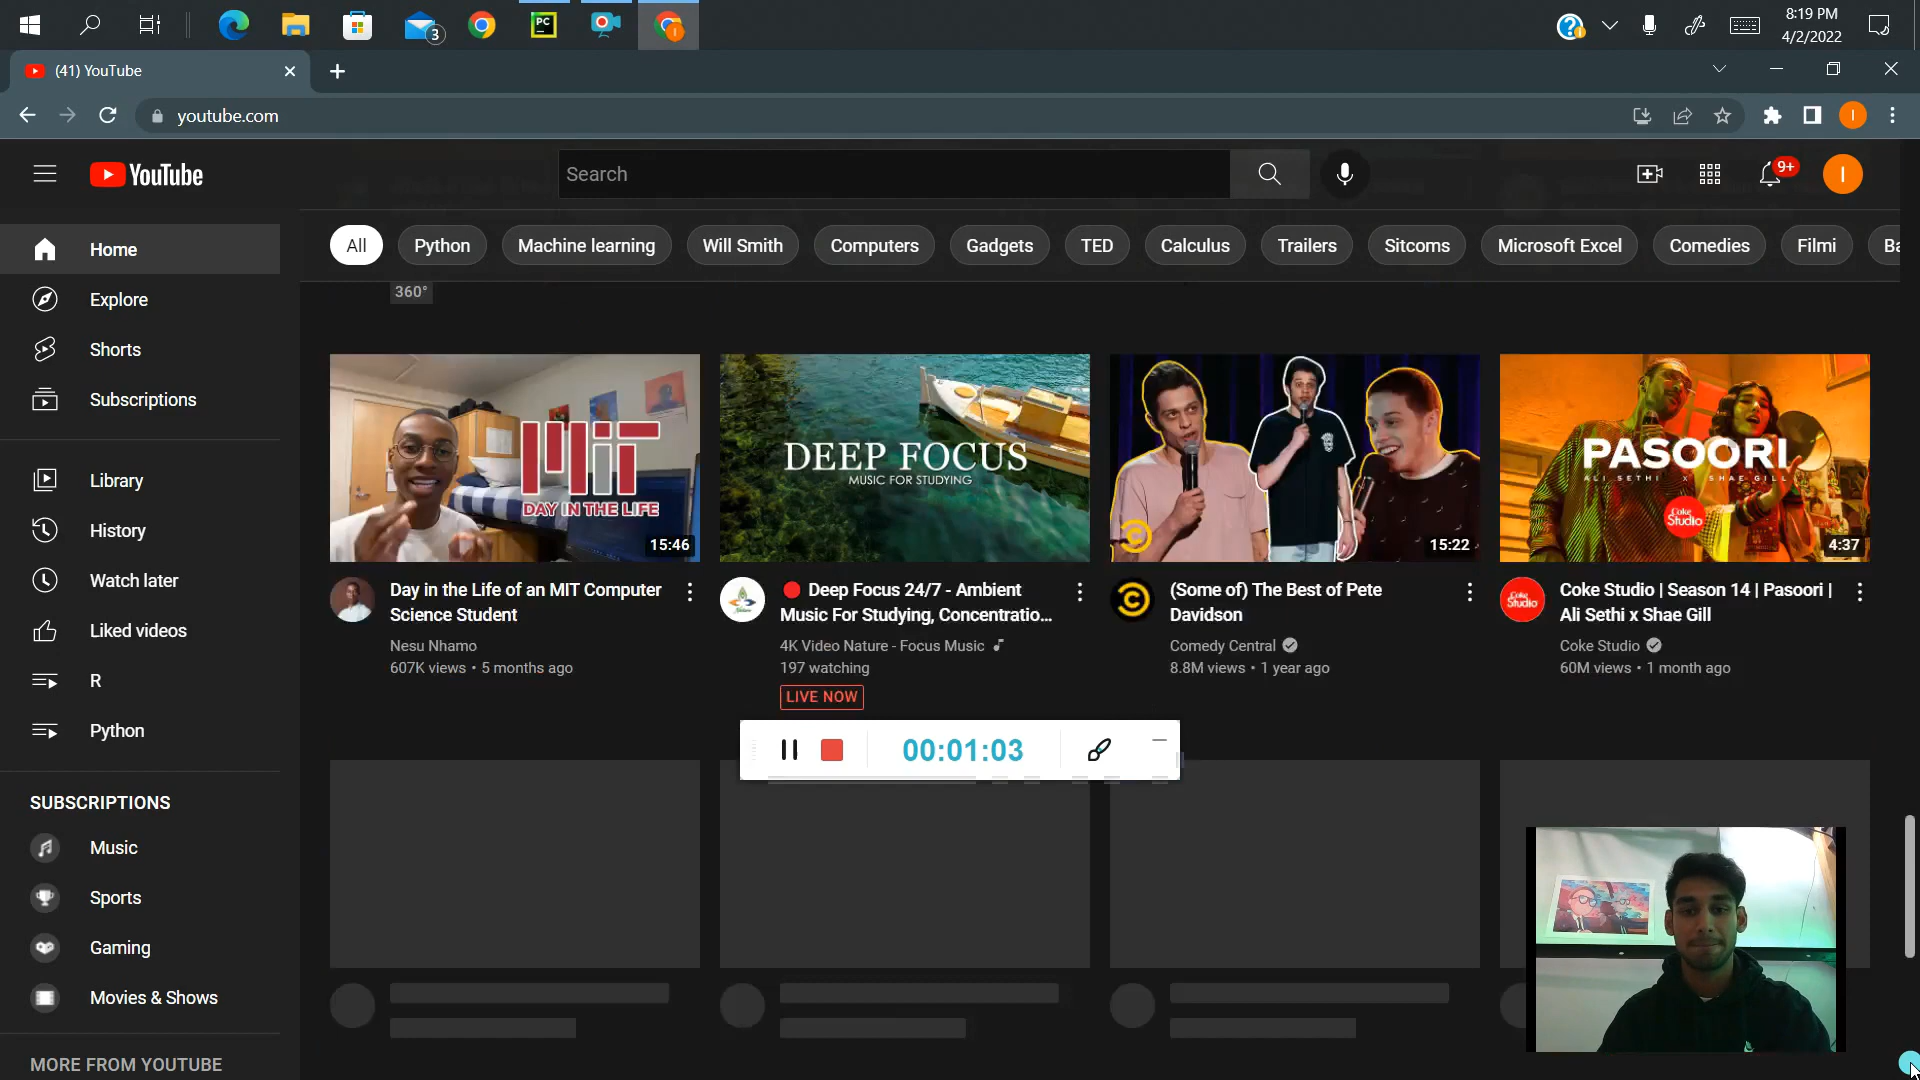 3
PC
8:19 PM
4/2/2022
(41) YouTube
youtube.com
I
YouTube
Search
9+
I
Home
Explore
Shorts
Subscriptions
Library
History
Watch later
Liked videos
R
Python
SUBSCRIPTIONS
Music
Sports
Gaming
Movies & Shows
MORE FROM YOUTUBE
All
Python
Machine learning
Will Smith
Computers
Gadgets
TED
Calculus
Trailers
Sitcoms
Microsoft Excel
Comedies
Filmi
Ba
360°
MIT
DAY IN THE LIFE
15:46
Day in the Life of an MIT Computer
Science Student
Nesu Nhamo
607K views • 5 months ago
DEEP FOCUS
MUSIC FOR STUDYING
Deep Focus 24/7 - Ambient
Music For Studying, Concentratio...
4K Video Nature - Focus Music
197 watching
LIVE NOW
15:22
(Some of) The Best of Pete
Davidson
Comedy Central
8.8M views • 1 year ago
PASOORI
ALI SETHI x SHAE GILL
Coke Studio
4:37
Coke Studio
Coke Studio | Season 14 | Pasoori |
Ali Sethi x Shae Gill
Coke Studio
60M views • 1 month ago
00:01:03